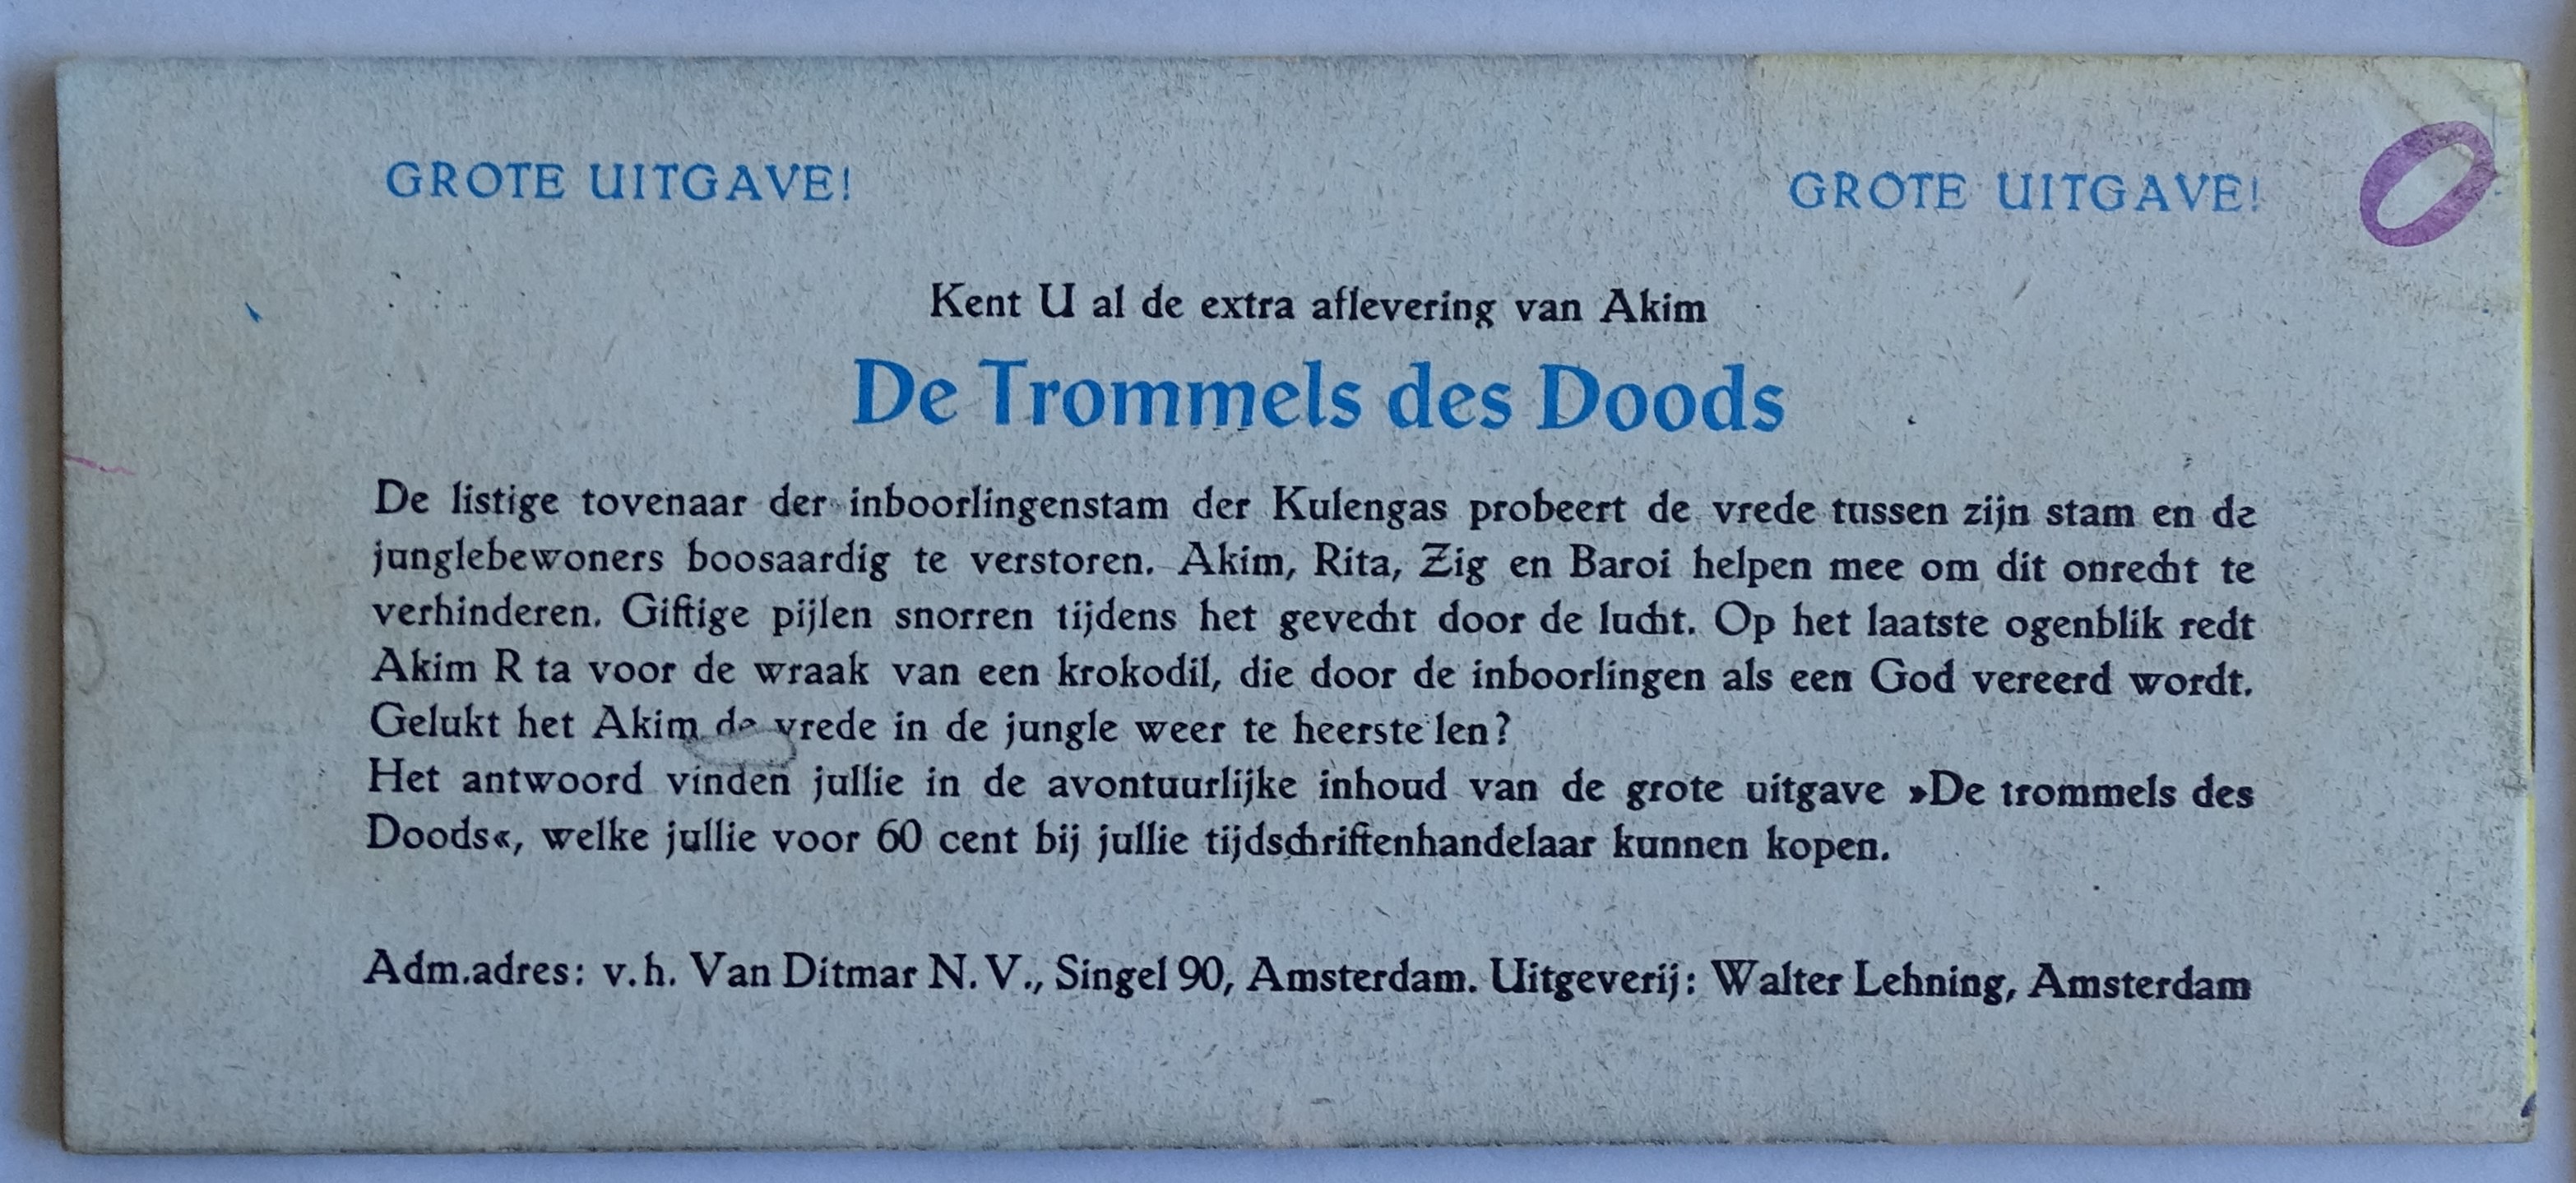 GROTE UITGAVE! GROTE UITGAVE!
Kent U al de extra aflevering van Akim
De Trommels des Doods
De listige tovenaar der inboorlingenstam der Kulengas probeert de vrede tussen zijn stam en de
junglebewoners boosaardig te verstoren. Akim, Rita, Zig en Baroi helpen mee om dit onrecht te
verhinderen. Giftige pijlen snorren tijdens het gevecht door de lucht. Op het laatste ogenblik redt
Akim R ta voor de wraak van een krokodil, die door de inboorlingen als een God vereerd wordt.
Gelukt het Akim de vrede in de jungle weer te heerste len?
Het antwoord vinden jullie in de avontuurlijke inhoud van de grote uitgave »De trommels des
Doods«, welke jullie voor 60 cent bij jullie tijdschriftenhandelaar kunnen kopen.
Adm.adres: v.h. Van Ditmar N.V., Singel 90, Amsterdam. Uitgeverij: Walter Lehning, Amsterdam